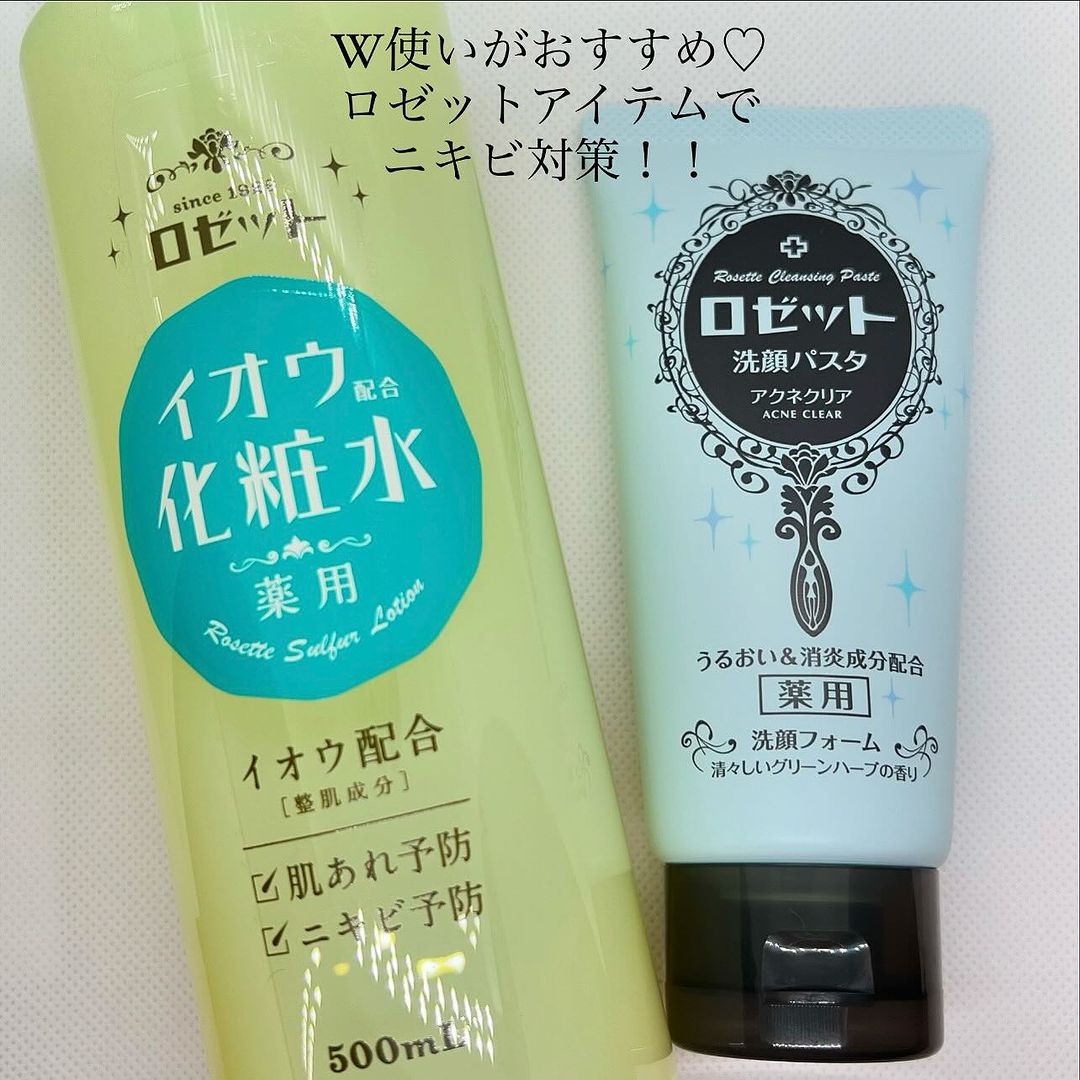 W使いがおすすめ♡
ロゼットアイテムで
ニキビ対策！！
since 19
ロゼット
イオウ配合
化粧水
薬用
Rosette Sulfur Lotion
イオウ配合
[整肌成分]
肌あれ予防
ニキビ予防
500mL
Rosette Cleansing Paste
ロゼット
洗顔パスタ
アクネクリア
ACNE CLEAR
うるおい&消炎成分配合
薬用
洗顔フォーム
清々しいグリーンハーブの香り